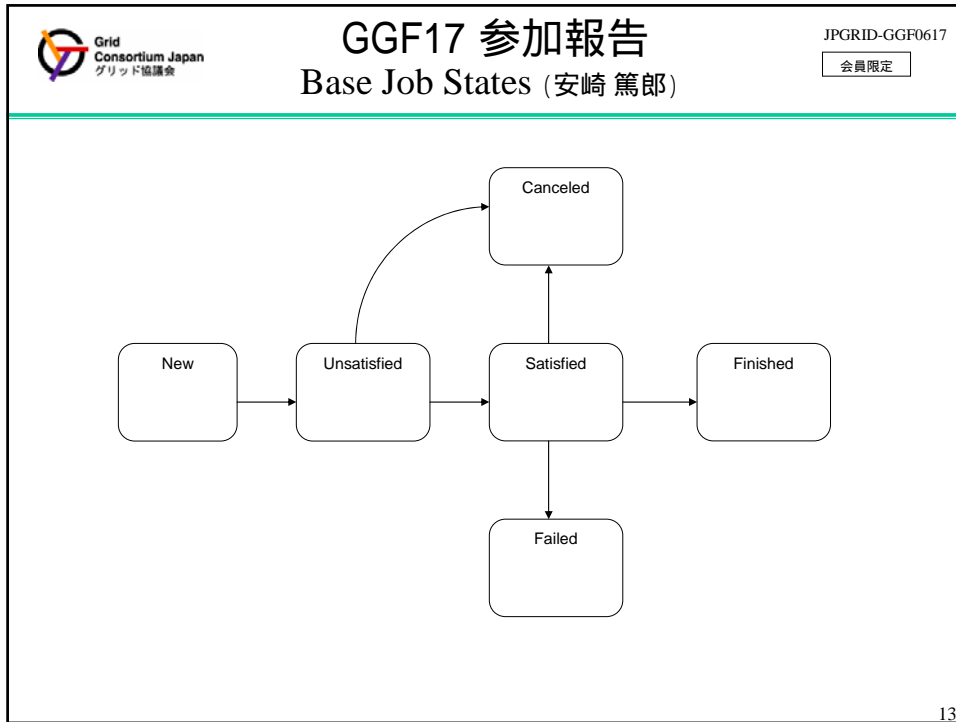 Grid
Consortium Japan
グリッド協議会
GGF17 参加報告
Base Job States (安崎 篤郎)
JPGRID-GGF0617
会員限定
Canceled
New
Unsatisfied
Satisfied
Finished
Failed
13